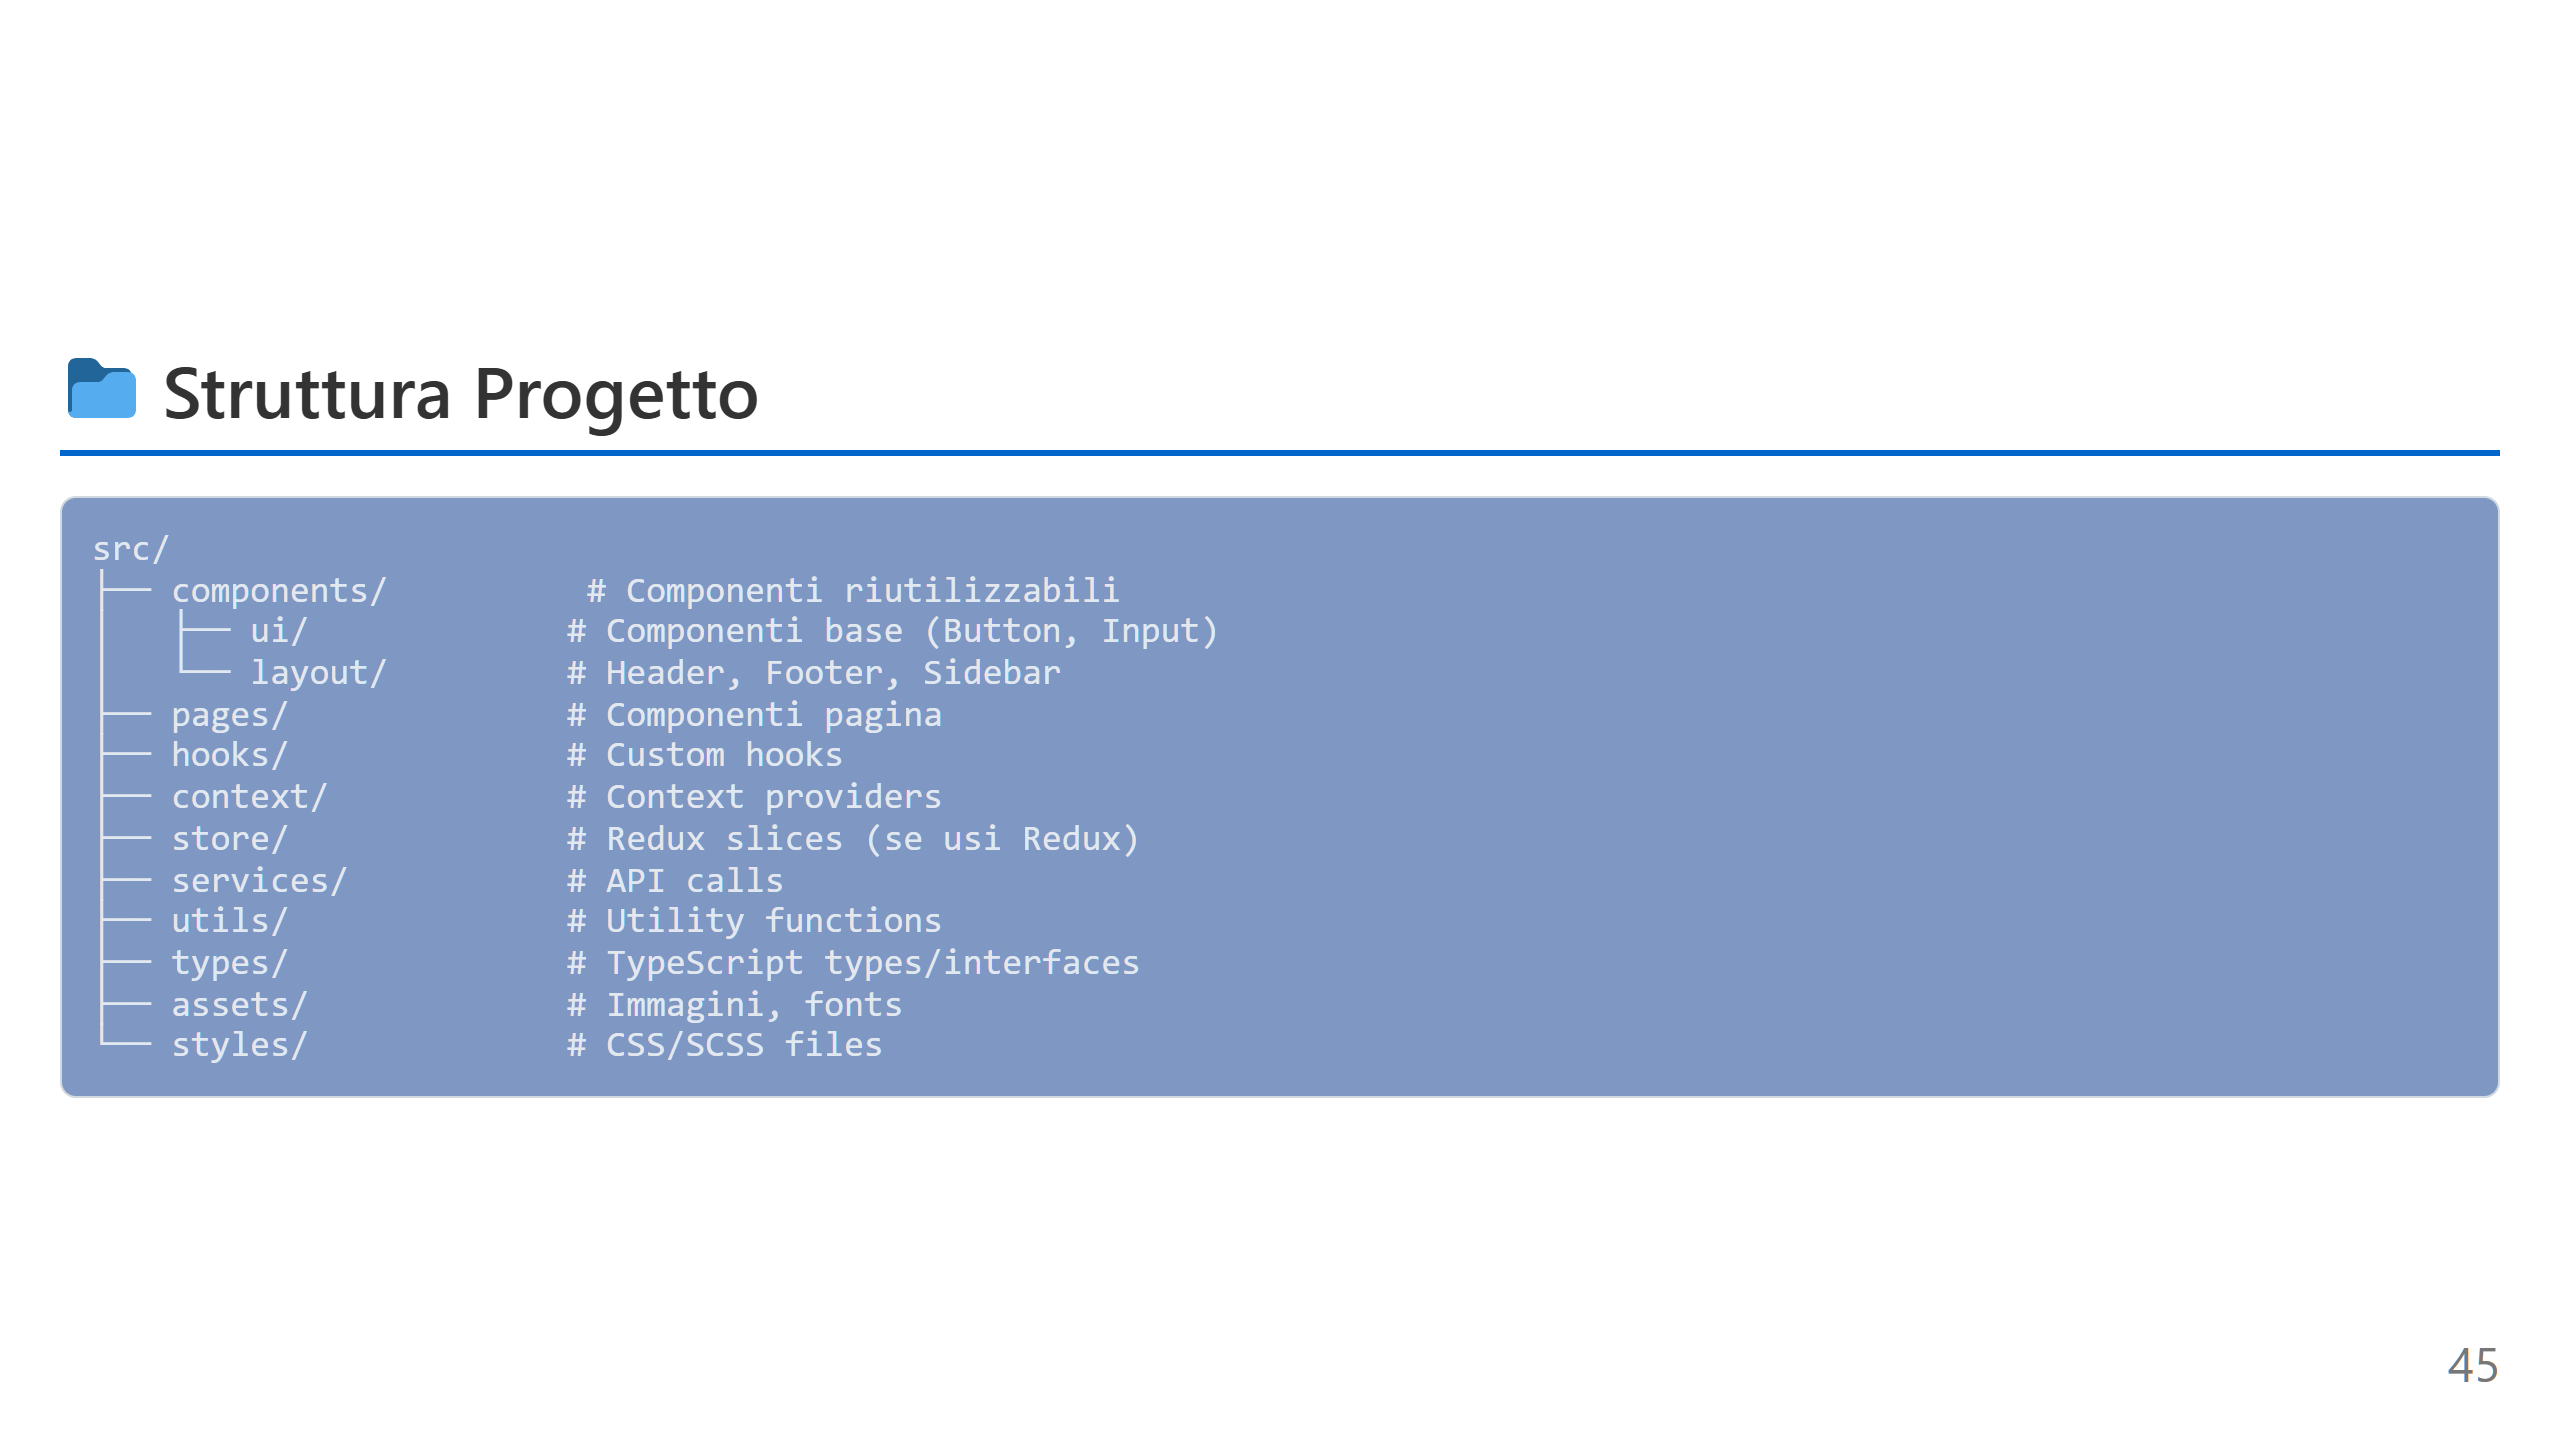 Struttura Progetto
src/
├── components/          # Componenti riutilizzabili
│   ├── ui/             # Componenti base (Button, Input)
│   └── layout/         # Header, Footer, Sidebar
├── pages/              # Componenti pagina
├── hooks/              # Custom hooks
├── context/            # Context providers
├── store/              # Redux slices (se usi Redux)
├── services/           # API calls
├── utils/              # Utility functions
├── types/              # TypeScript types/interfaces
├── assets/             # Immagini, fonts
└── styles/             # CSS/SCSS files
45